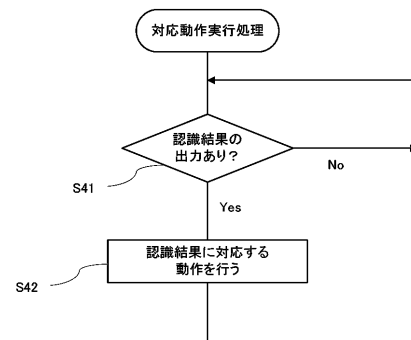 対応動作実行処理
認識結果の
出力あり?
No
S41
Yes
認識結果に対応する
動作を行う
S42